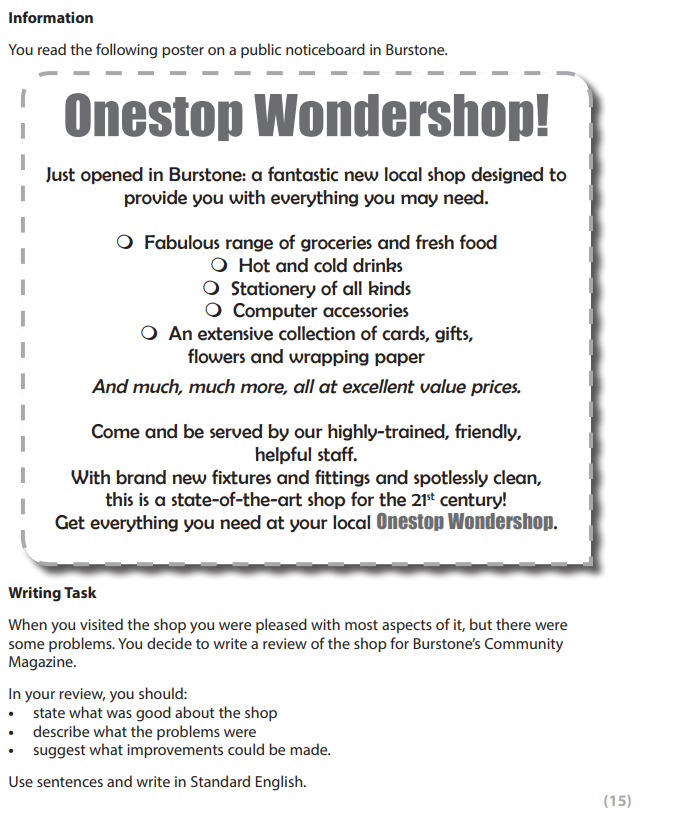 Information
You read the following poster on a public noticeboard in Burstone.
Onestop Wondershop!
Just opened in Burstone: a fantastic new local shop designed to
provide you with everything you may need.
❍ Fabulous range of groceries and fresh food
❍ Hot and cold drinks
❍ Stationery of all kinds
❍ Computer accessories
❍ An extensive collection of cards, gifts,
flowers and wrapping paper
And much, much more, all at excellent value prices.
Come and be served by our highly-trained, friendly,
helpful staff.
With brand new fixtures and fittings and spotlessly clean,
this is a state-of-the-art shop for the 21st century!
Get everything you need at your local Onestop Wondershop.
Writing Task
When you visited the shop you were pleased with most aspects of it, but there were
some problems. You decide to write a review of the shop for Burstone's Community
Magazine.
In your review, you should:
• state what was good about the shop
• describe what the problems were
• suggest what improvements could be made.
Use sentences and write in Standard English.
(15)